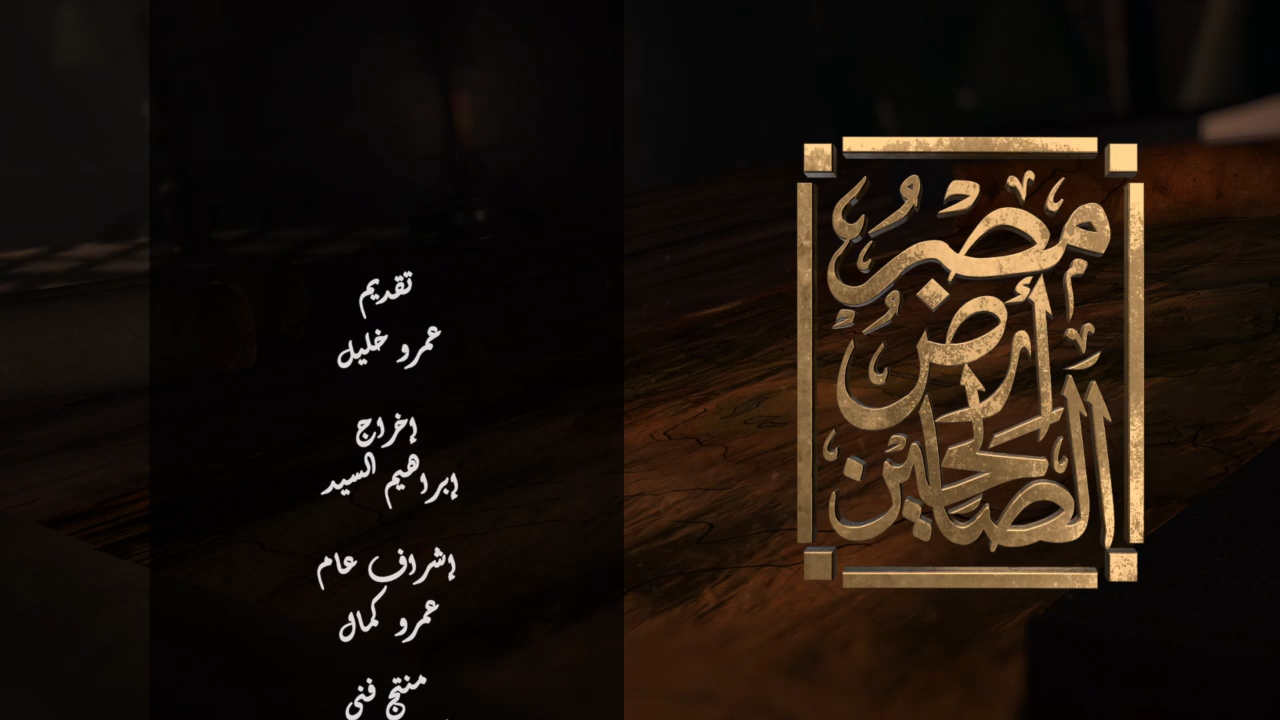 مصر
أرض
الصالحين
تقديم
عمرو خليل
إخراج
إبراهيم السيد
إشراف عام
عمرو كمال
منتج فني